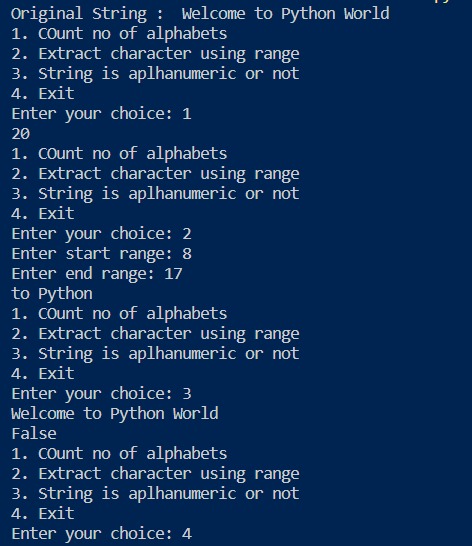 Original String :  Welcome to Python World
1. COunt no of alphabets
2. Extract character using range
3. String is aplhanumeric or not
4. Exit
Enter your choice: 1
20
1. COunt no of alphabets
2. Extract character using range
3. String is aplhanumeric or not
4. Exit
Enter your choice: 2
Enter start range: 8
Enter end range: 17
to Python
1. COunt no of alphabets
2. Extract character using range
3. String is aplhanumeric or not
4. Exit
Enter your choice: 3
Welcome to Python World
False
1. COunt no of alphabets
2. Extract character using range
3. String is aplhanumeric or not
4. Exit
Enter your choice: 4